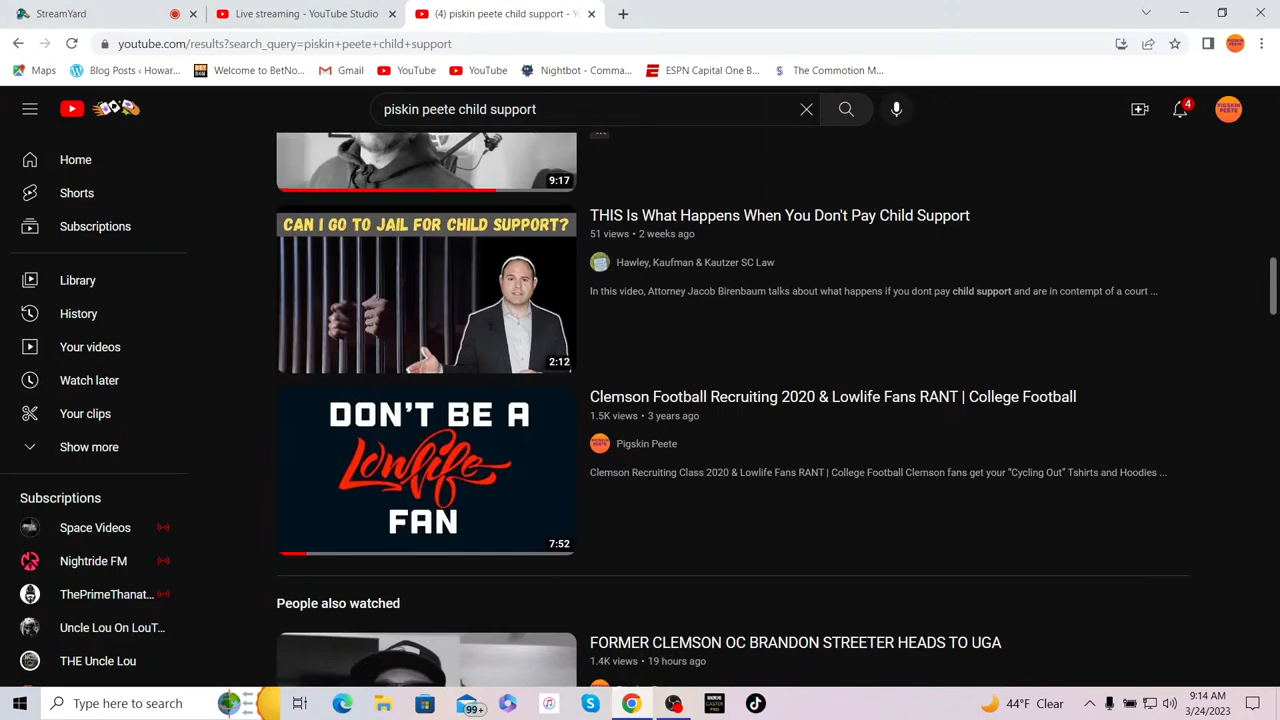 StreamYard
Live streaming - YouTube Studio
(4) piskin peete child support - Yo
youtube.com/results?search_query=piskin+peete+child+support
Maps
Blog Posts ‹ Howar...
Welcome to BetNo...
Gmail
YouTube
YouTube
Nightbot - Comma...
ESPN Capital One B...
The Commotion M...
piskin peete child support
4
PIGSKIN PEETE
Home
Shorts
Subscriptions
Library
History
Your videos
Watch later
Your clips
Show more
Subscriptions
Space Videos
Nightride FM
ThePrimeThanat...
Uncle Lou On LouT...
THE Uncle Lou
9:17
CAN I GO TO JAIL FOR CHILD SUPPORT?
2:12
THIS Is What Happens When You Don't Pay Child Support
51 views • 2 weeks ago
Hawley, Kaufman & Kautzer SC Law
In this video, Attorney Jacob Birenbaum talks about what happens if you dont pay child support and are in contempt of a court ...
DON'T BE A
Lowlife
FAN
7:52
Clemson Football Recruiting 2020 & Lowlife Fans RANT | College Football
1.5K views • 3 years ago
Pigskin Peete
Clemson Recruiting Class 2020 & Lowlife Fans RANT | College Football Clemson fans get your “Cycling Out” Tshirts and Hoodies ...
People also watched
FORMER CLEMSON OC BRANDON STREETER HEADS TO UGA
1.4K views • 19 hours ago
Type here to search
99+
44°F Clear
9:14 AM
3/24/2023